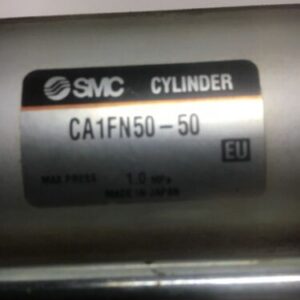 SMC CYLINDER
CA1FN50-50
EU
MAX PRESS 1.0 MPa
MADE IN JAPAN